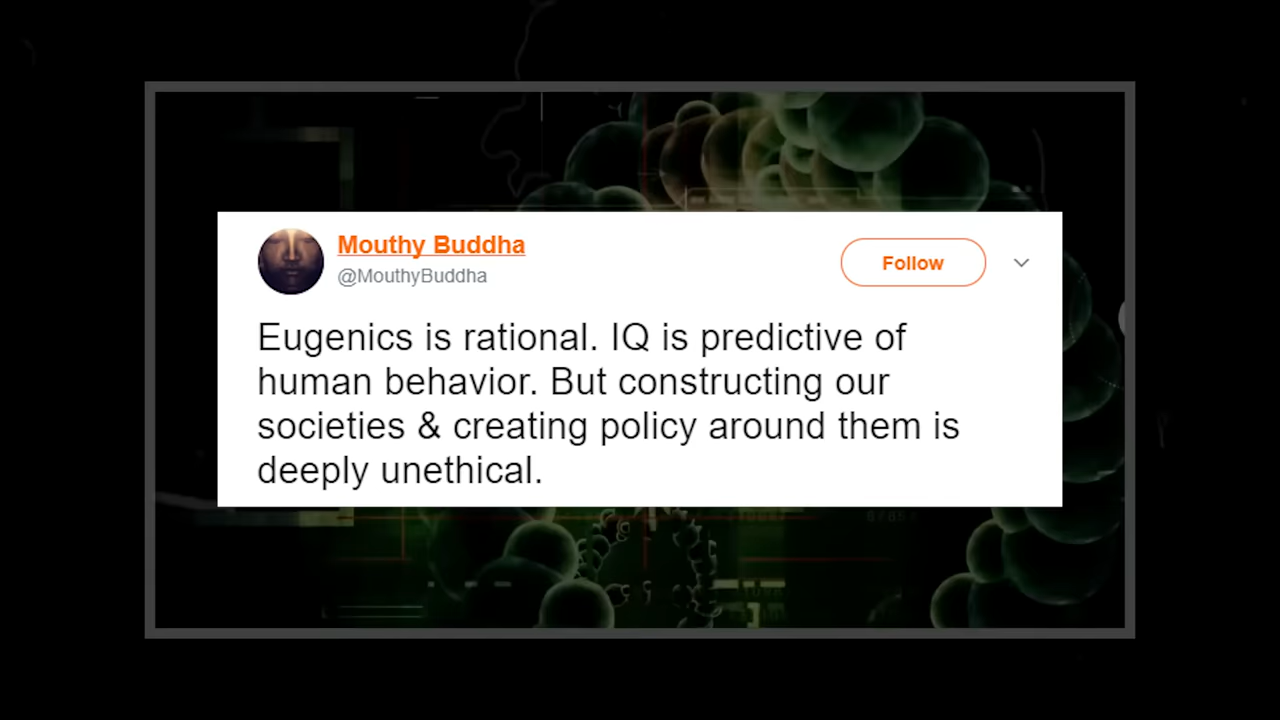 Mouthy Buddha
@MouthyBuddha
Follow
Eugenics is rational. IQ is predictive of
human behavior. But constructing our
societies & creating policy around them is
deeply unethical.